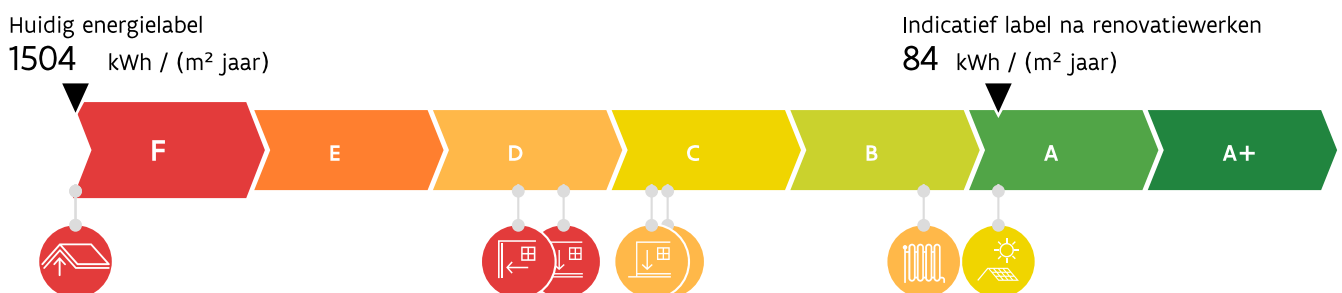 Huidig energielabel
1504 kWh / (m² jaar)
Indicatief label na renovatiewerken
84 kWh / (m² jaar)
F E D C B A A+